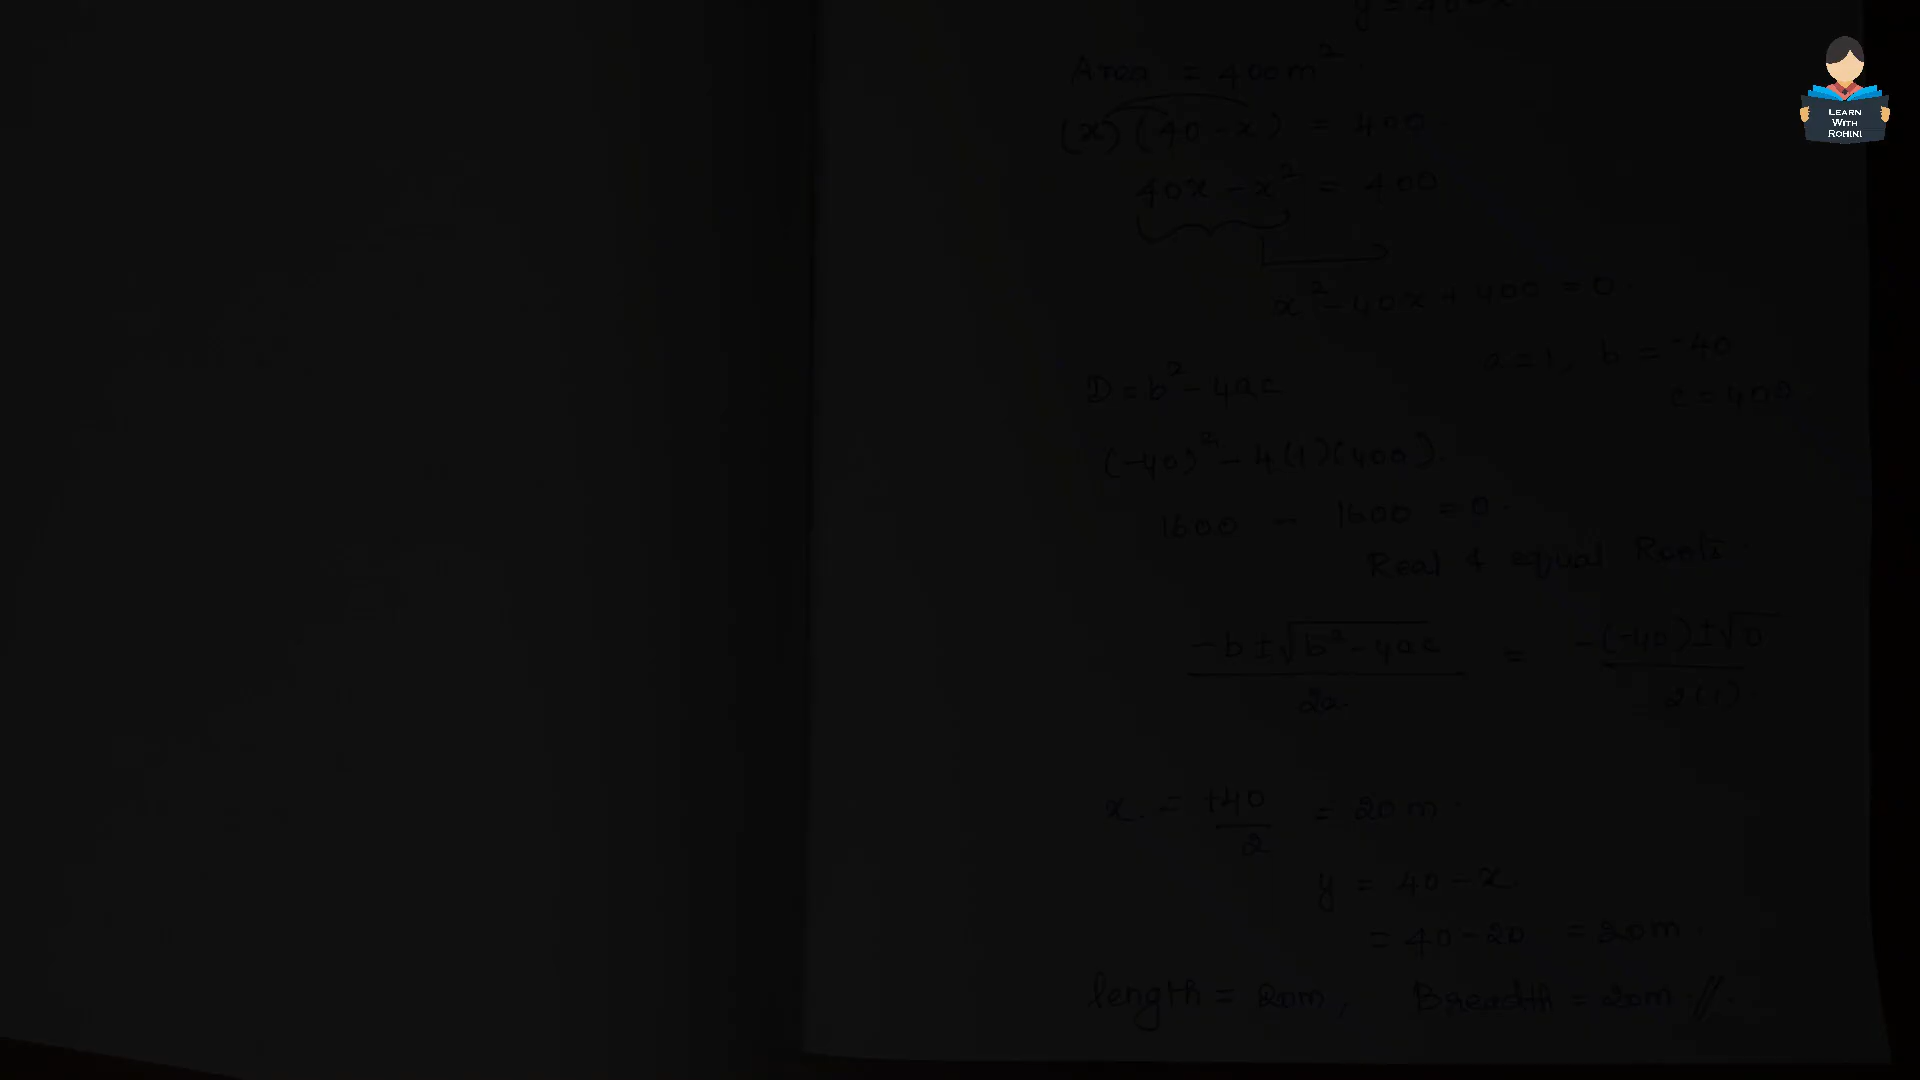 y = 40 - x
Area = 400m²
(x) (40 - x) = 400
40x - x² = 400
x² - 40x + 400 = 0
a = 1, b = -40
c = 400
D = b² - 4ac
(-40)² - 4(1)(400)
1600 - 1600 = 0
Real & equal Roots
-b ± √b² - 4ac / 2a = -(-40) ± √0 / 2(1)
x = +40 / 2 = 20 m
y = 40 - x
= 40 - 20 = 20m
length = 20m, Breadth = 20m //
LEARN
WITH
ROHINI